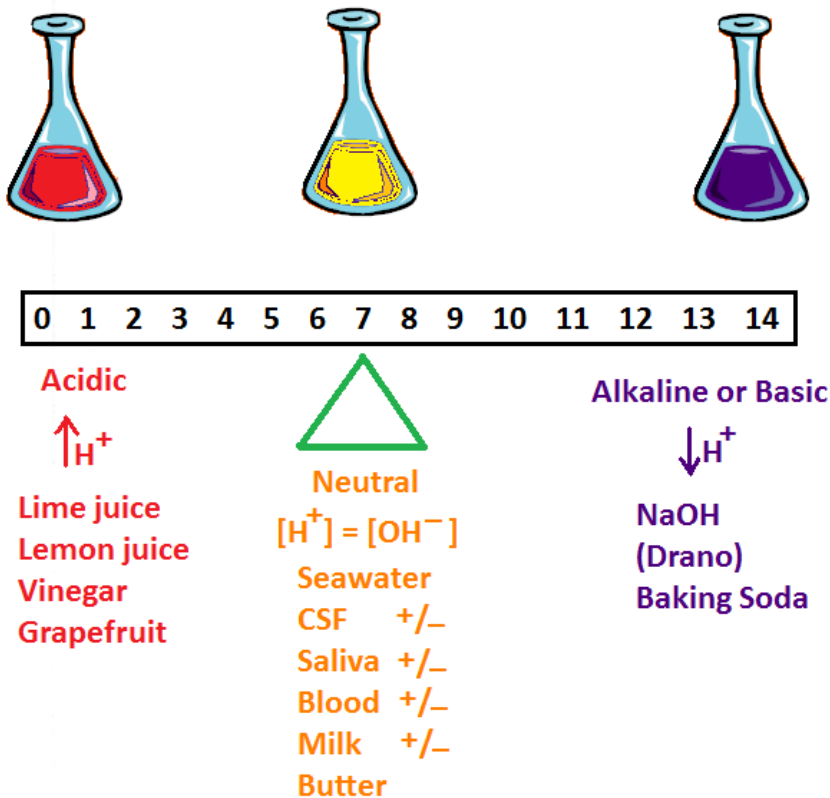 0 1 2 3 4 5 6 7 8 9 10 11 12 13 14
Acidic
↑H⁺
Lime juice
Lemon juice
Vinegar
Grapefruit
Neutral
[H⁺] = [OH⁻]
Seawater
CSF +/–
Saliva +/–
Blood +/–
Milk +/–
Butter
Alkaline or Basic
↓H⁺
NaOH
(Drano)
Baking Soda